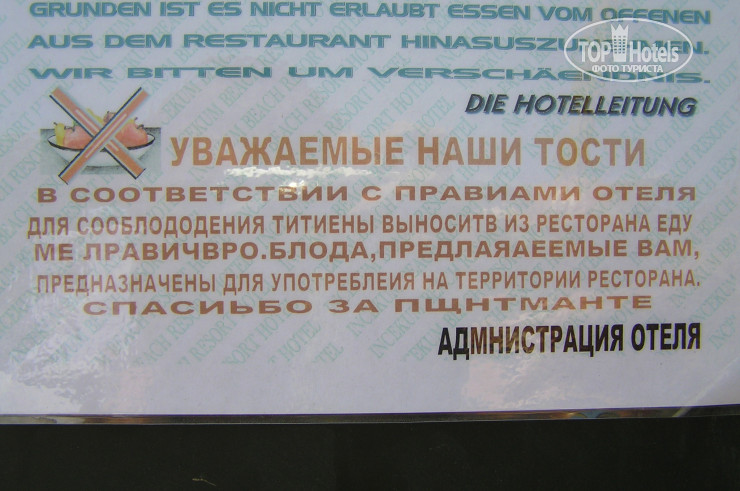 GRUNDEN IST ES NICHT ERLAUBT ESSEN VOM OFFENEN
AUS DEM RESTAURANT
WIR BITTEN UM
DIE HOTELLEITUNG
УВАЖАЕМЫЕ НАШИ ТОСТИ
В СООТВЕТСТВИИ С ПРАВИАМИ ОТЕЛЯ
ДЛЯ СООБЛОДОДЕНИЯ ТИТИЕНЫ ВЫНОСИТВ ИЗ РЕСТОРАНА ЕДУ
МЕ ЛРАВИЧВРО.БЛОДА,ПРЕДЛАЯАЕЕМЫЕ ВАМ,
ПРЕДНАЗНАЧЕНЫ ДЛЯ УПОТРЕБЛЕИЯ НА ТЕРРИТОРИИ РЕСТОРАНА.
СПАСИЬБО ЗА ПЩНТМАНТЕ
АДМНИСТРАЦИЯ ОТЕЛЯ
TOP Hotels
ФОТО ТУРИСТА